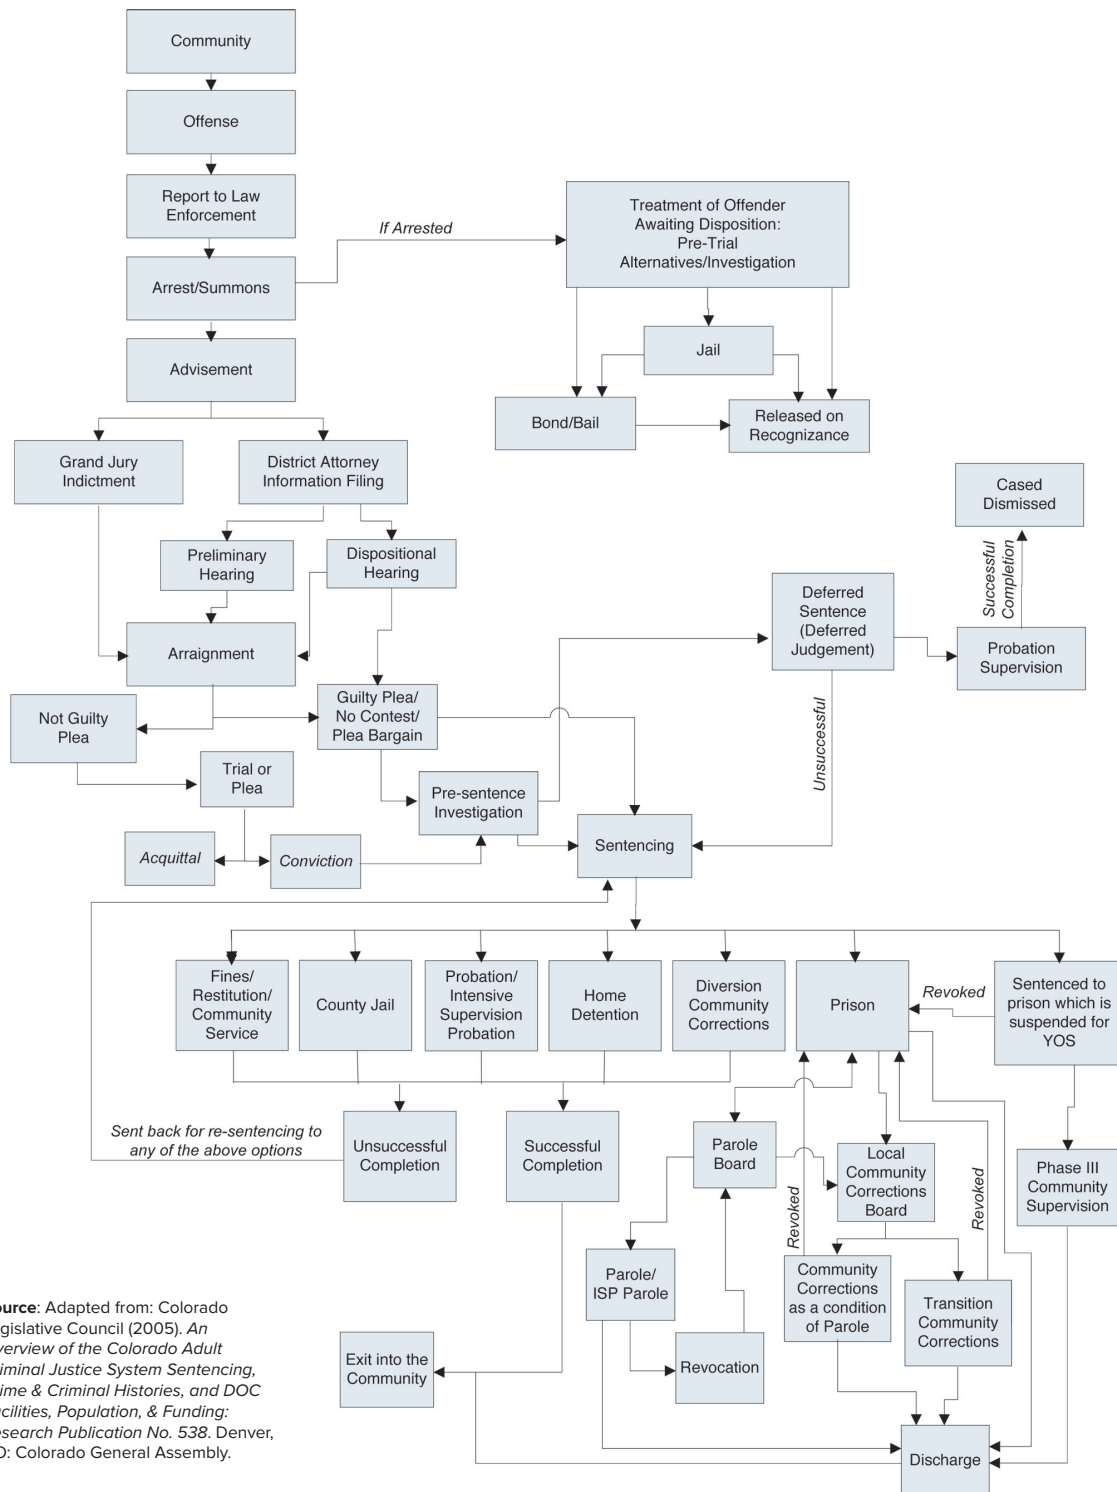 Community
Offense
Report to Law
Enforcement
If Arrested
Treatment of Offender
Awaiting Disposition:
Pre-Trial
Alternatives/Investigation
Arrest/Summons
Jail
Advisement
Bond/Bail
Released on
Recognizance
Grand Jury
Indictment
District Attorney
Information Filing
Cased
Dismissed
Preliminary
Hearing
Dispositional
Hearing
Successful
Completion
Deferred
Sentence
(Deferred
Judgement)
Arraignment
Probation
Supervision
Not Guilty
Plea
Guilty Plea/
No Contest/
Plea Bargain
Unsuccessful
Trial or
Plea
Pre-sentence
Investigation
Sentencing
Acquittal
Conviction
Fines/
Restitution/
Community
Service
County Jail
Probation/
Intensive
Supervision
Probation
Home
Detention
Diversion
Community
Corrections
Prison
Revoked
Sentenced to
prison which is
suspended for
YOS
Sent back for re-sentencing to
any of the above options
Unsuccessful
Completion
Successful
Completion
Parole
Board
Local
Community
Corrections
Board
Phase III
Community
Supervision
Revoked
Revoked
Parole/
ISP Parole
Community
Corrections
as a condition
of Parole
Transition
Community
Corrections
Exit into the
Community
Revocation
Discharge
ource: Adapted from: Colorado
gislative Council (2005). An
verview of the Colorado Adult
riminal Justice System Sentencing,
ime & Criminal Histories, and DOC
acilities, Population, & Funding:
esearch Publication No. 538. Denver,
O: Colorado General Assembly.